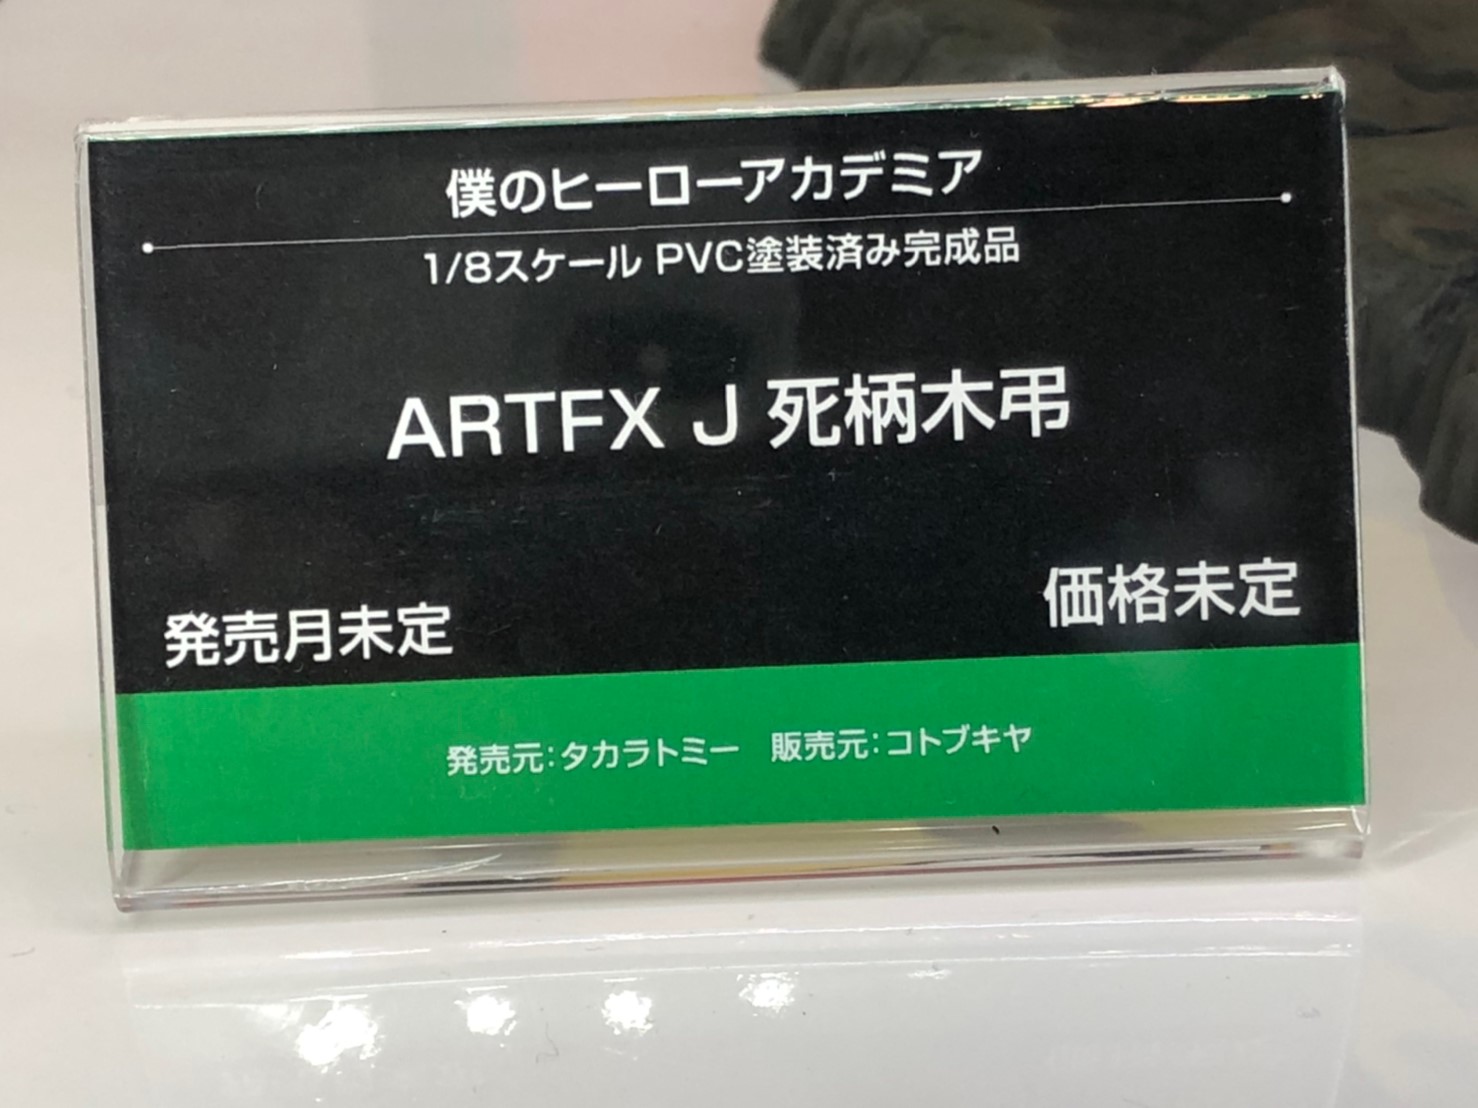 僕のヒーローアカデミア
1/8スケール PVC塗装済み完成品
ARTFX J 死柄木弔
発売月未定
価格未定
発売元:タカラトミー 販売元:コトブキヤ